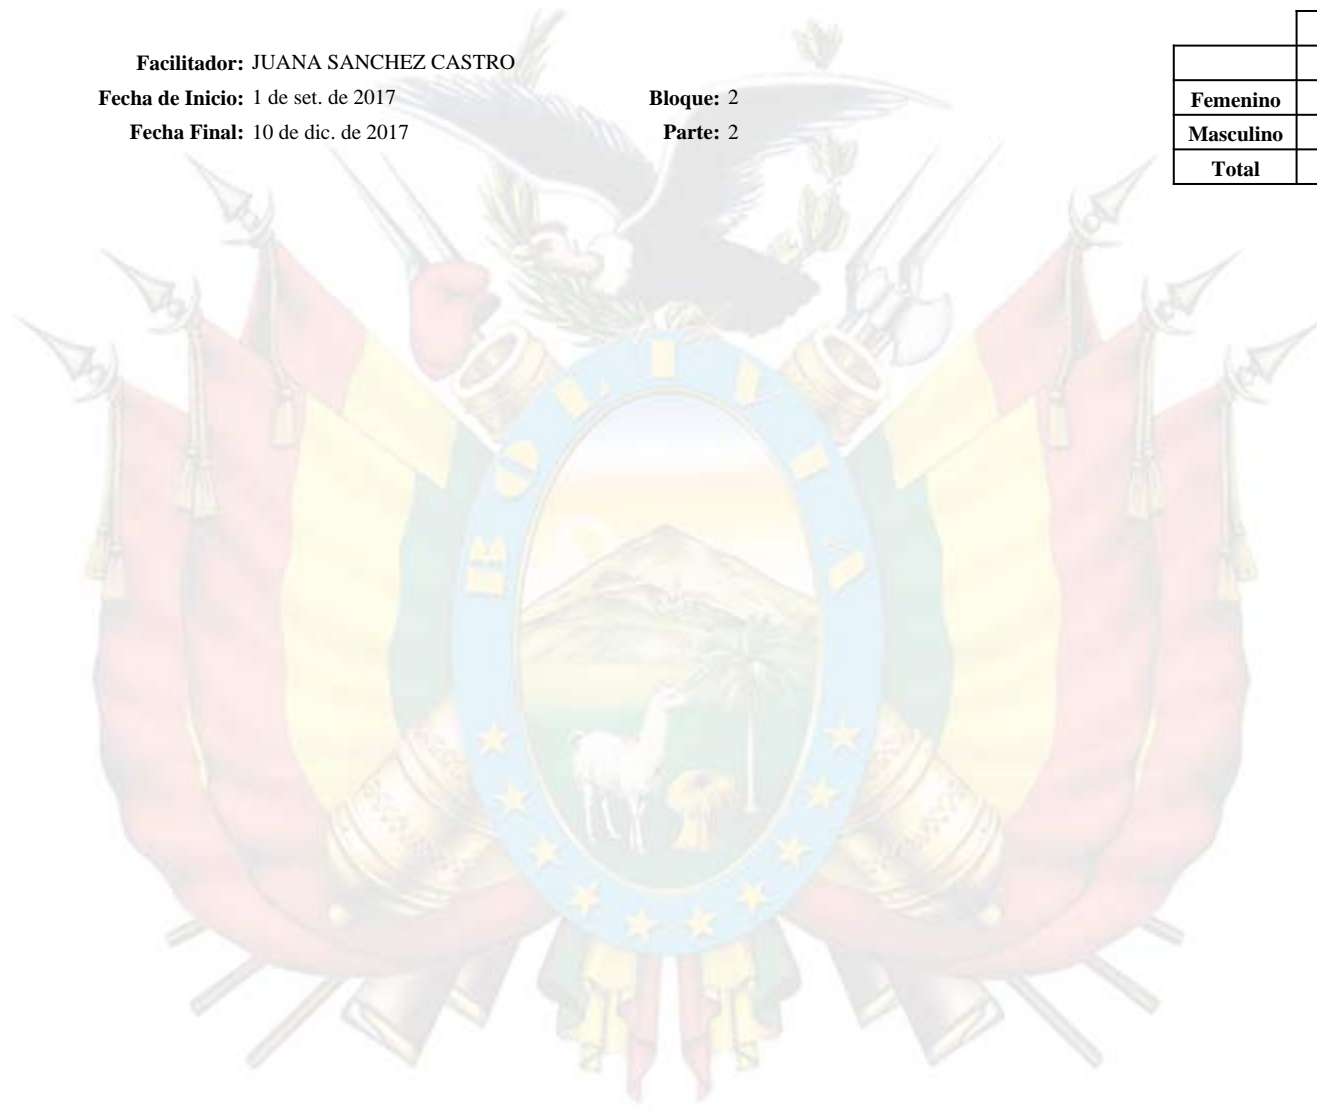 Facilitador: JUANA SANCHEZ CASTRO
Fecha de Inicio: 1 de set. de 2017 Bloque: 2
Fecha Final: 10 de dic. de 2017 Parte: 2
Femenino
Masculino
Total
BOLIVIA